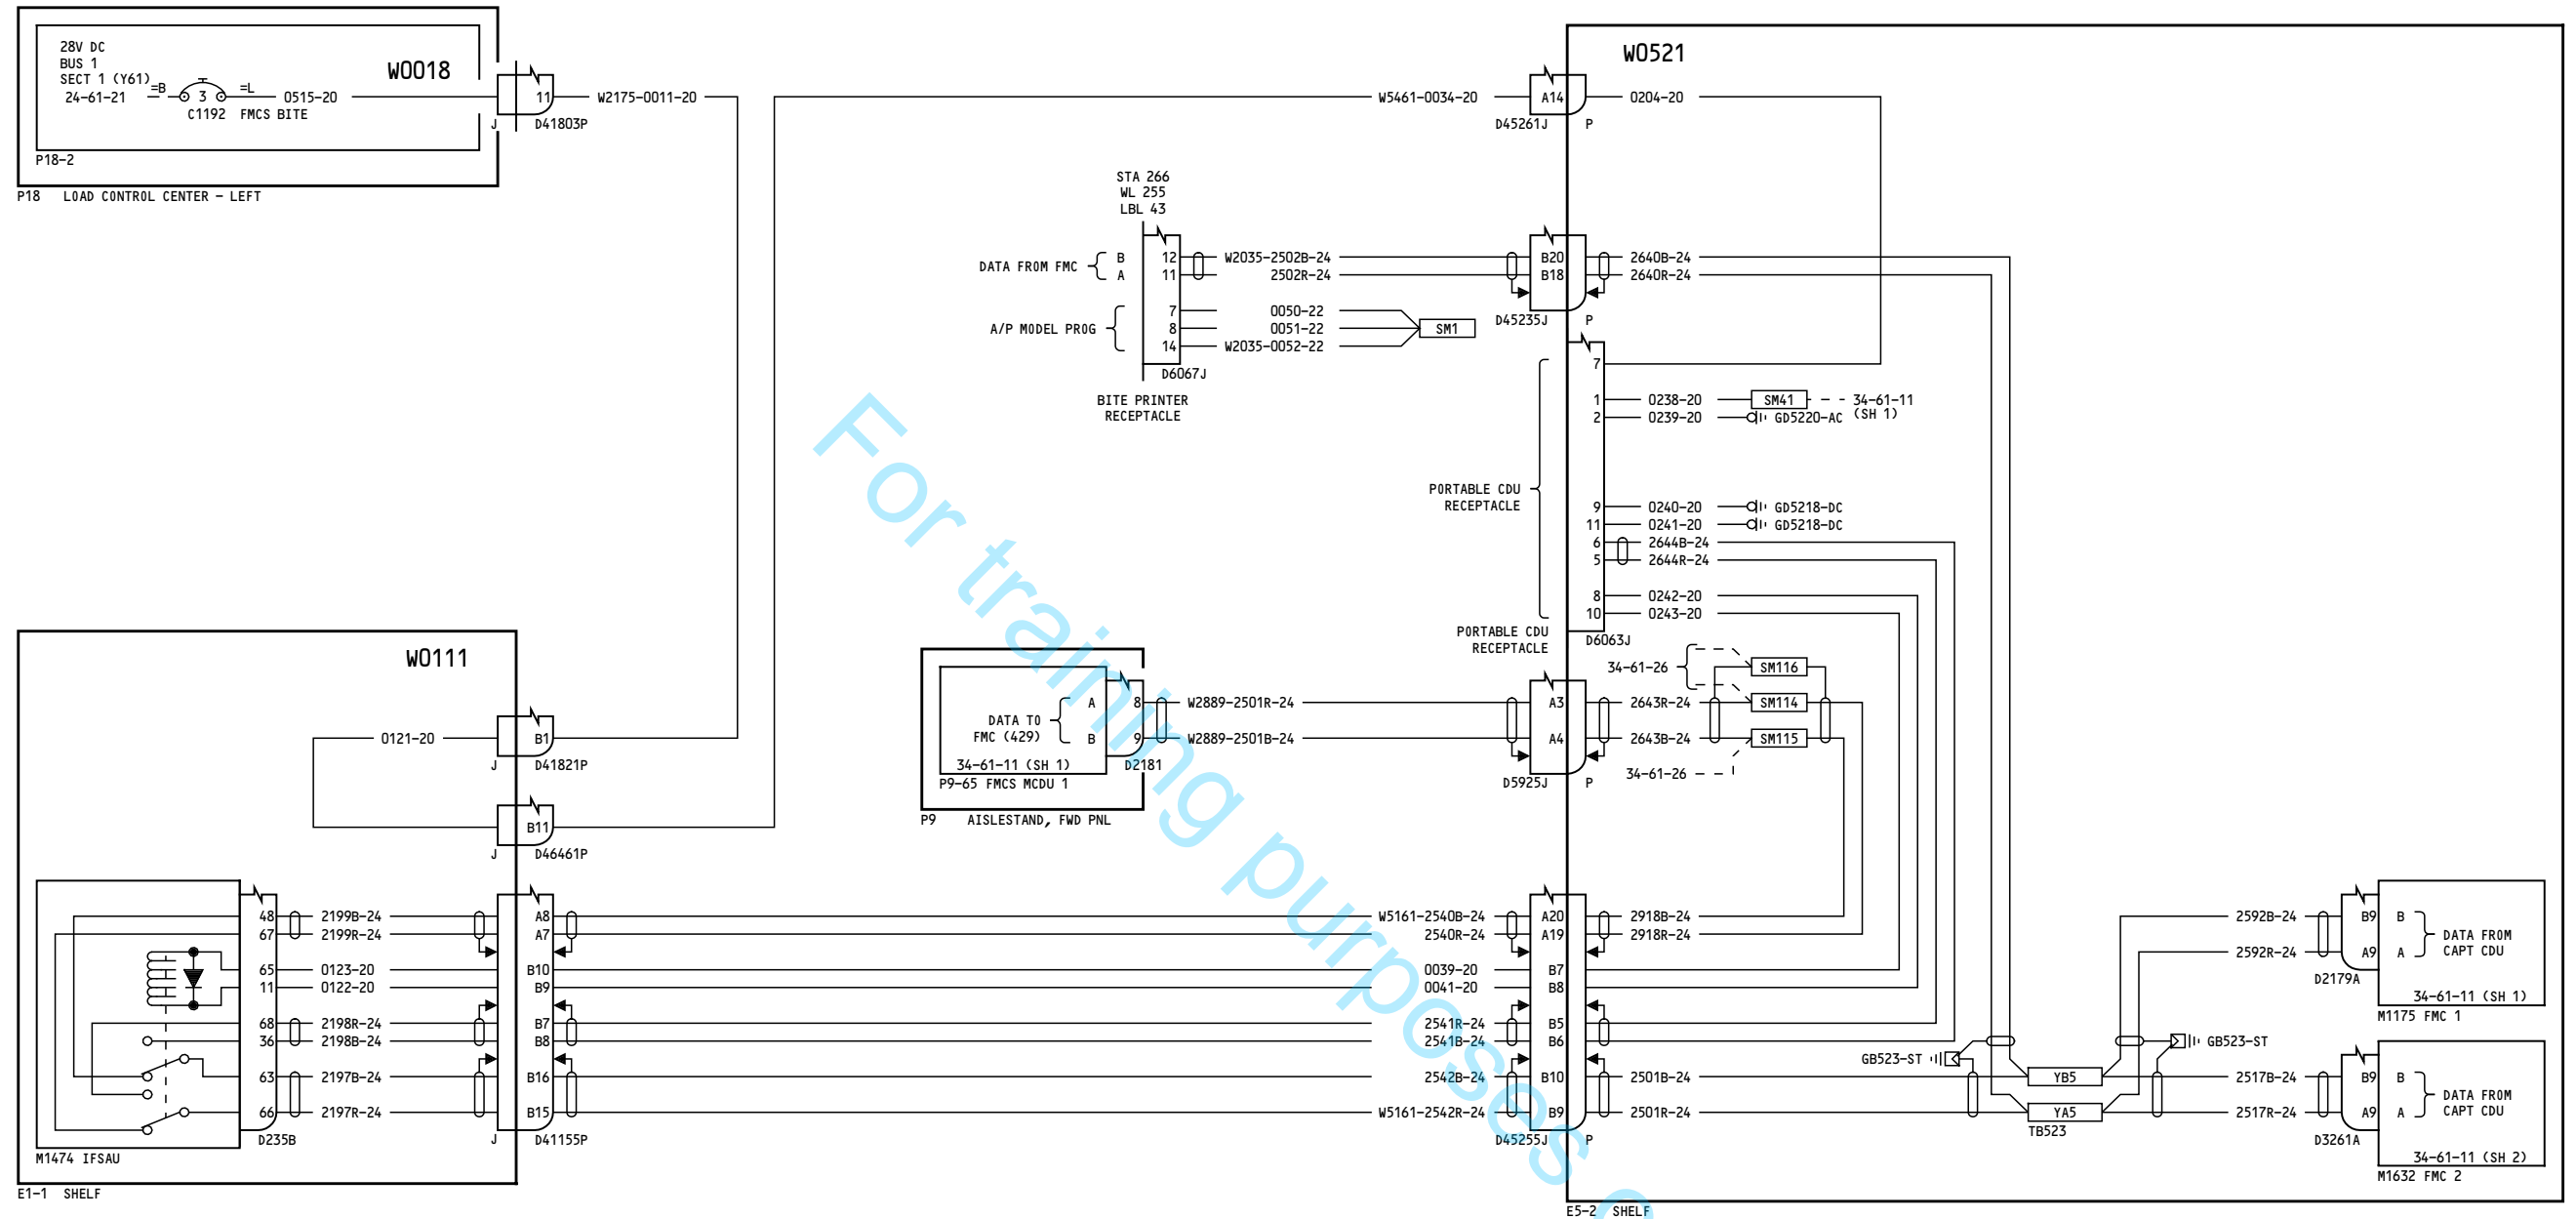 28V DC
BUS 1
SECT 1 (Y61)
24-61-21
=B
3
=L
0515-20
C1192 FMCS BITE
W0018
P18-2
P18 LOAD CONTROL CENTER - LEFT
11
J
D41803P
W2175-0011-20
W5461-0034-20
A14
D45261J
P
W0521
0204-20
STA 266
WL 255
LBL 43
DATA FROM FMC
B
A
12
11
W2035-2502B-24
2502R-24
B20
B18
2640B-24
2640R-24
D45235J
P
A/P MODEL PROG
7
8
14
0050-22
0051-22
W2035-0052-22
SM1
D6067J
BITE PRINTER
RECEPTACLE
7
1
2
0238-20
0239-20
SM41
34-61-11
(SH 1)
GD5220-AC
PORTABLE CDU
RECEPTACLE
9
11
6
5
8
10
0240-20
0241-20
2644B-24
2644R-24
0242-20
0243-20
GD5218-DC
GD5218-DC
PORTABLE CDU
RECEPTACLE
D6063J
W0111
0121-20
B1
J
D41821P
B11
J
D46461P
DATA TO
FMC (429)
A
B
8
9
34-61-11 (SH 1)
D2181
P9-65 FMCS MCDU 1
P9 AISLESTAND, FWD PNL
W2889-2501R-24
W2889-2501B-24
A3
A4
D5925J
P
2643R-24
2643B-24
34-61-26
34-61-26
SM116
SM114
SM115
48
67
65
11
68
36
63
66
2199B-24
2199R-24
0123-20
0122-20
2198R-24
2198B-24
2197B-24
2197R-24
D235B
M1474 IFSAU
E1-1 SHELF
A8
A7
B10
B9
B7
B8
B16
B15
J
D41155P
W5161-2540B-24
2540R-24
0039-20
0041-20
2541R-24
2541B-24
2542B-24
W5161-2542R-24
A20
A19
B7
B8
B5
B6
B10
B9
D45255J
P
2918B-24
2918R-24
2501B-24
2501R-24
GB523-ST
YB5
YA5
TB523
GB523-ST
2592B-24
2592R-24
2517B-24
2517R-24
B9
A9
D2179A
B
A
DATA FROM
CAPT CDU
34-61-11 (SH 1)
M1175 FMC 1
B9
A9
D3261A
B
A
DATA FROM
CAPT CDU
34-61-11 (SH 2)
M1632 FMC 2
E5-2 SHELF
For training purposes